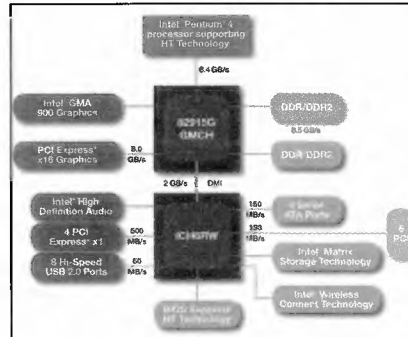 Intel® Pentium® 4
processor supporting
HT Technology
6.4 GB/s
Intel® GMA
900 Graphics
82915G
GMCH
DDR/DDR2
8.5 GB/s
PCI Express*
x16 Graphics
8.0
GB/s
DDR/DDR2
2 GB/s
DMI
Intel® High
Definition Audio
150
MB/s
4 Serial
ATA Ports
4 PCI
Express* x1
500
MB/s
133
MB/s
6
PCI
Intel® Matrix
Storage Technology
8 Hi-Speed
USB 2.0 Ports
60
MB/s
Intel® Wireless
Connect Technology
HT Technology